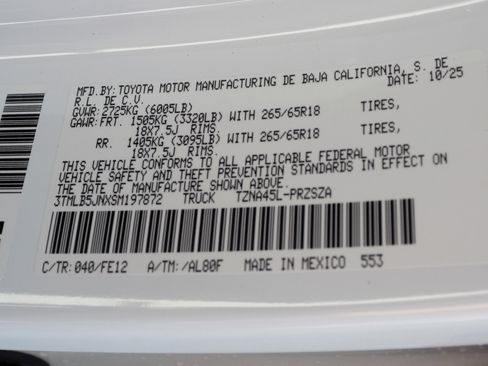 MFD.BY:TOYOTA MOTOR MANUFACTURING DE BAJA CALIFORNIA, S. DE
R.L. DE C.V. DATE: 10/25
GVWR:2725KG (6005LB)
GAWR:FRT. 1505KG (3320LB) WITH 265/65R18 TIRES,
18X7.5J RIMS.
RR. 1405KG (3095LB) WITH 265/65R18 TIRES,
18X7.5J RIMS.
THIS VEHICLE CONFORMS TO ALL APPLICABLE FEDERAL MOTOR
VEHICLE SAFETY AND THEFT PREVENTION STANDARDS IN EFFECT ON
THE DATE OF MANUFACTURE SHOWN ABOVE.
3TMLB5JNXSM197872 TRUCK TZNA45L-PRZSZA
C/TR:040/FE12 A/TM:/AL80F MADE IN MEXICO 553